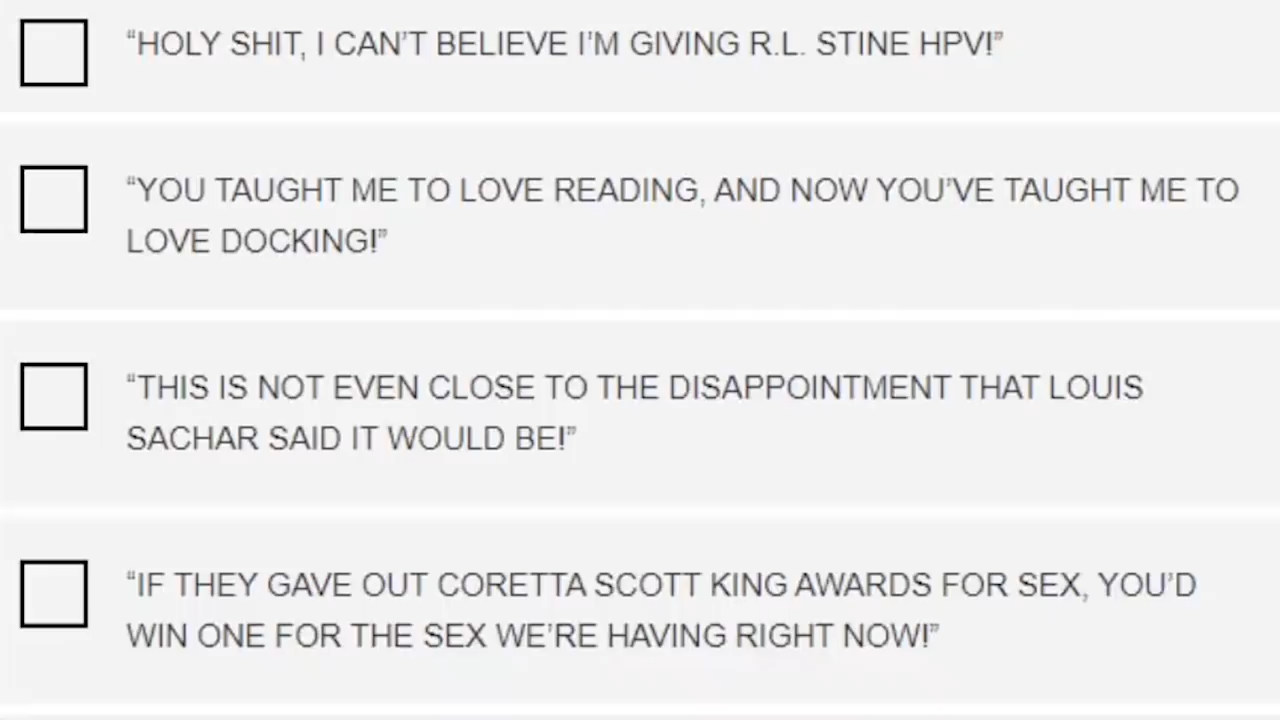 “HOLY SHIT, I CAN’T BELIEVE I’M GIVING R.L. STINE HPV!”
“YOU TAUGHT ME TO LOVE READING, AND NOW YOU’VE TAUGHT ME TO
LOVE DOCKING!”
“THIS IS NOT EVEN CLOSE TO THE DISAPPOINTMENT THAT LOUIS
SACHAR SAID IT WOULD BE!”
“IF THEY GAVE OUT CORETTA SCOTT KING AWARDS FOR SEX, YOU’D
WIN ONE FOR THE SEX WE’RE HAVING RIGHT NOW!”